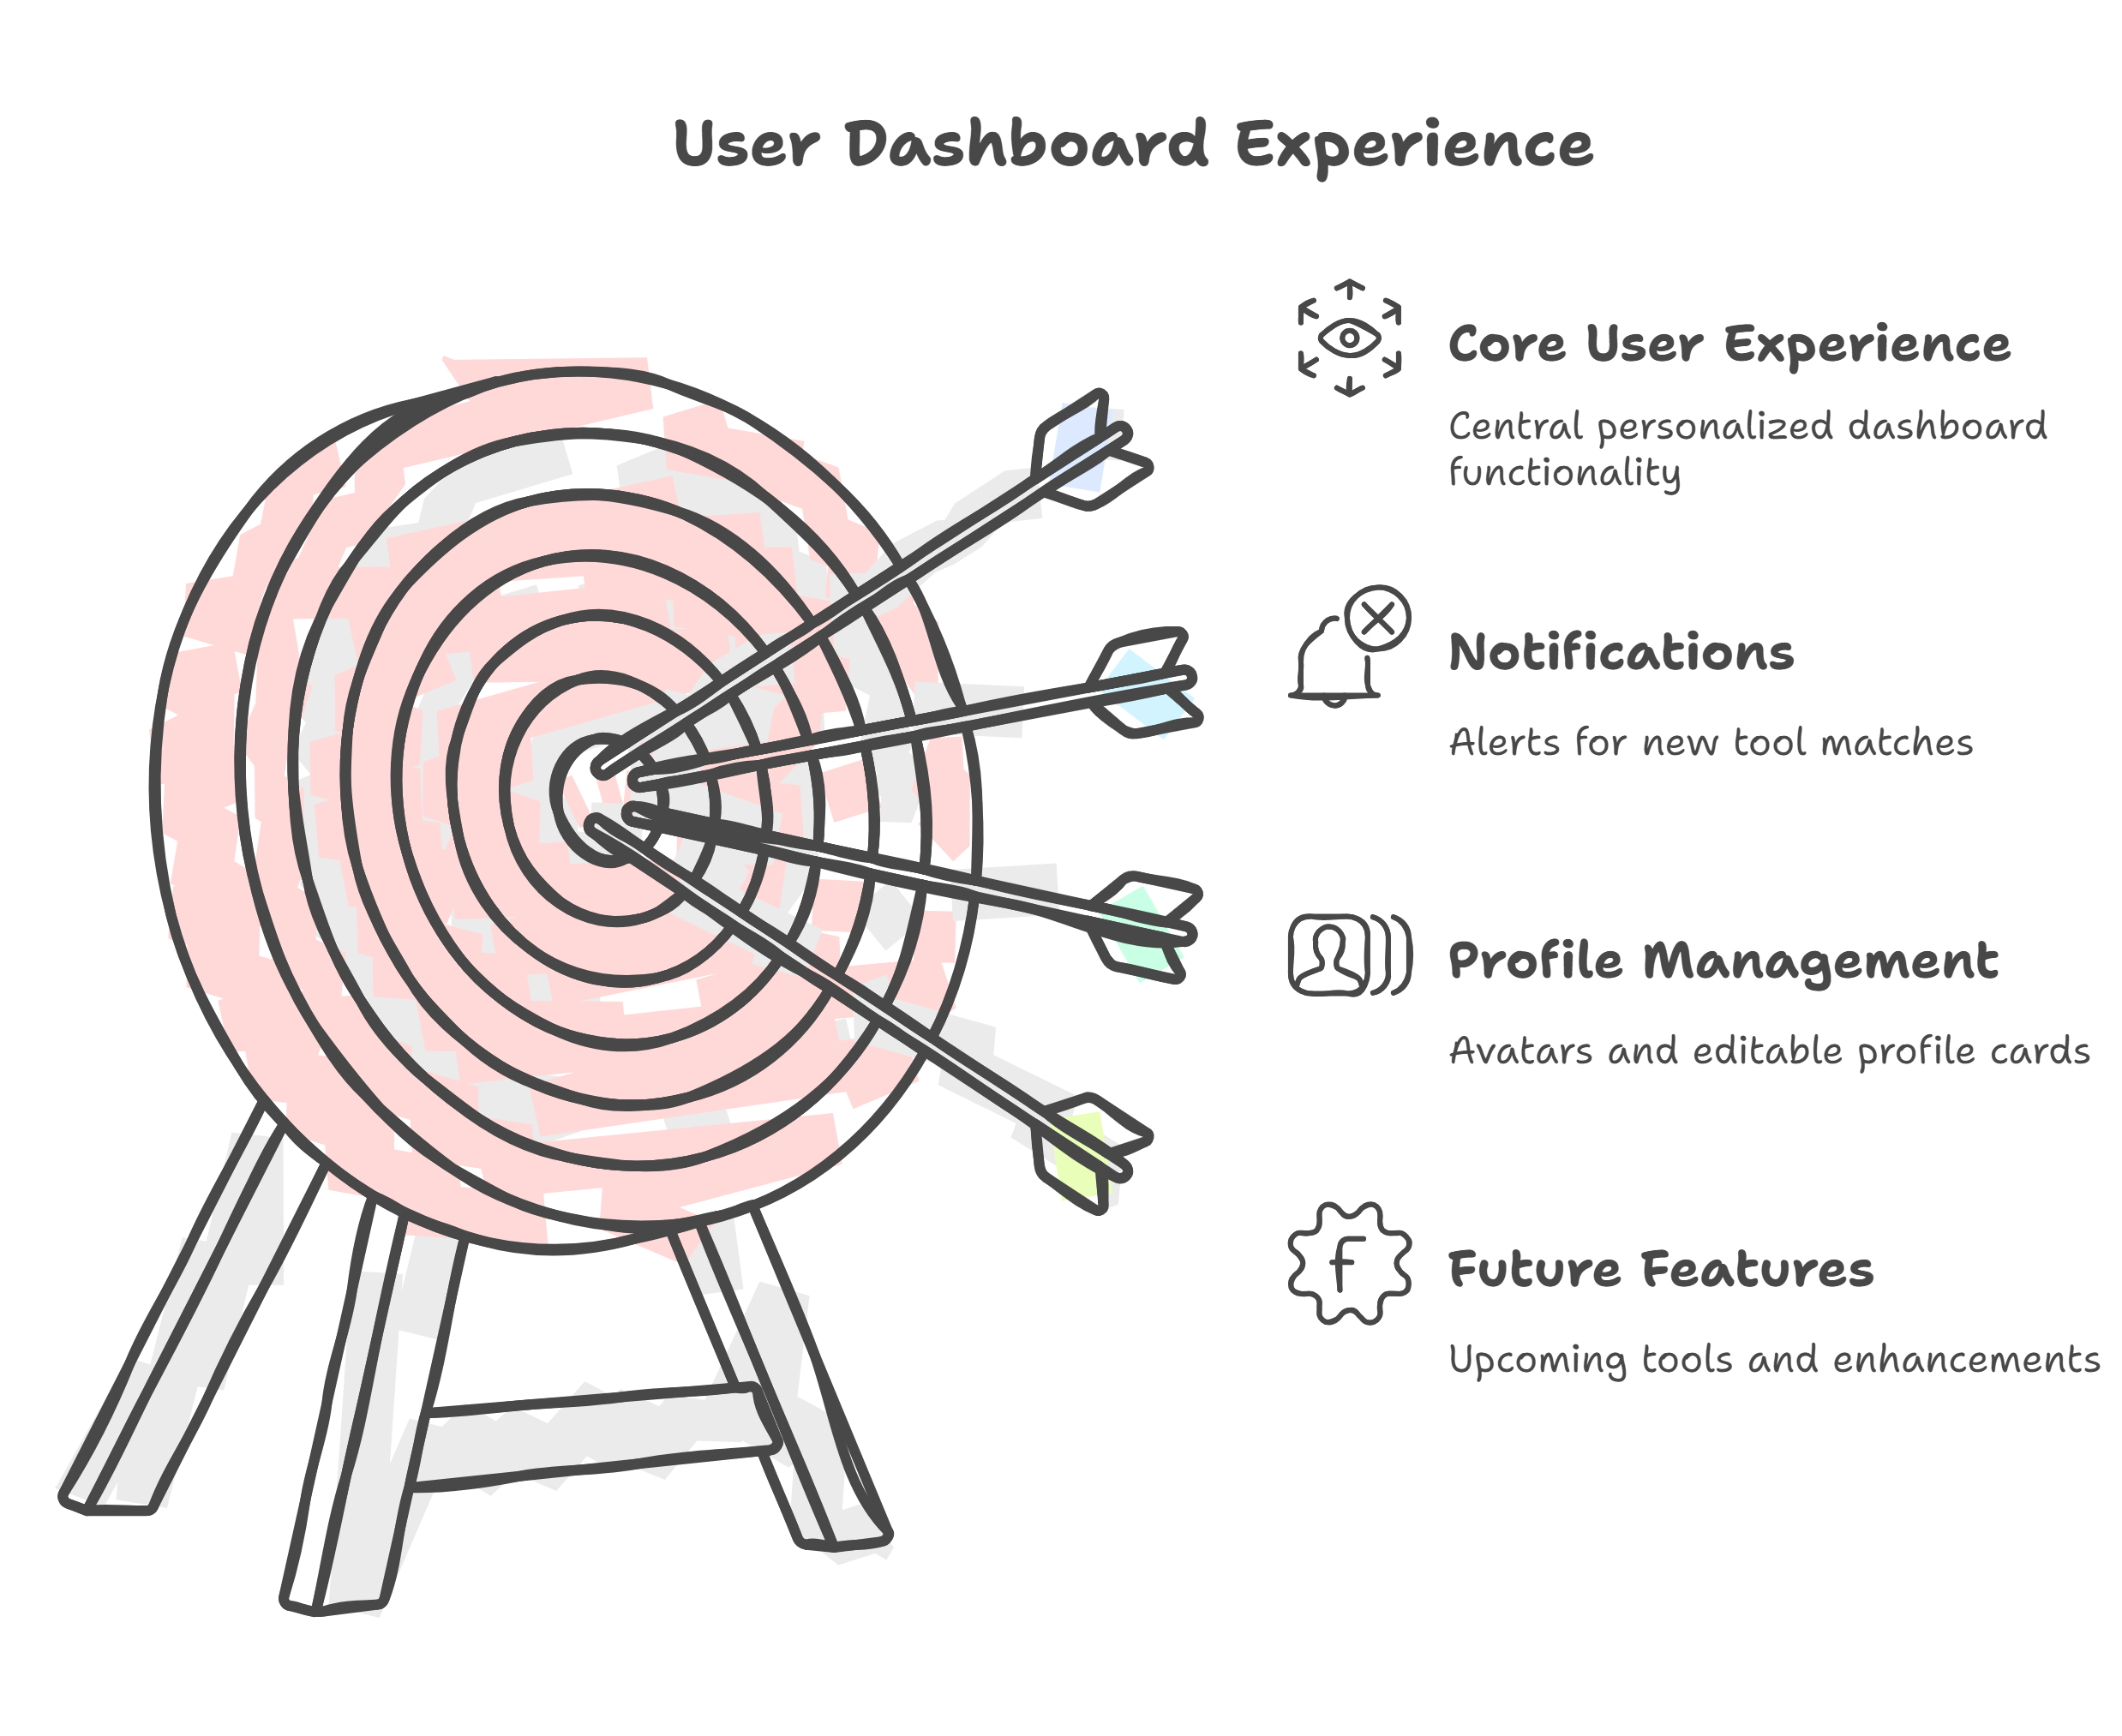 User Dashboard Experience
Core User Experience
Central personalized dashboard
functionality
Notifications
Alerts for new tool matches
Profile Management
Avatars and editable profile cards
f
Future Features
Upcoming tools and enhancements